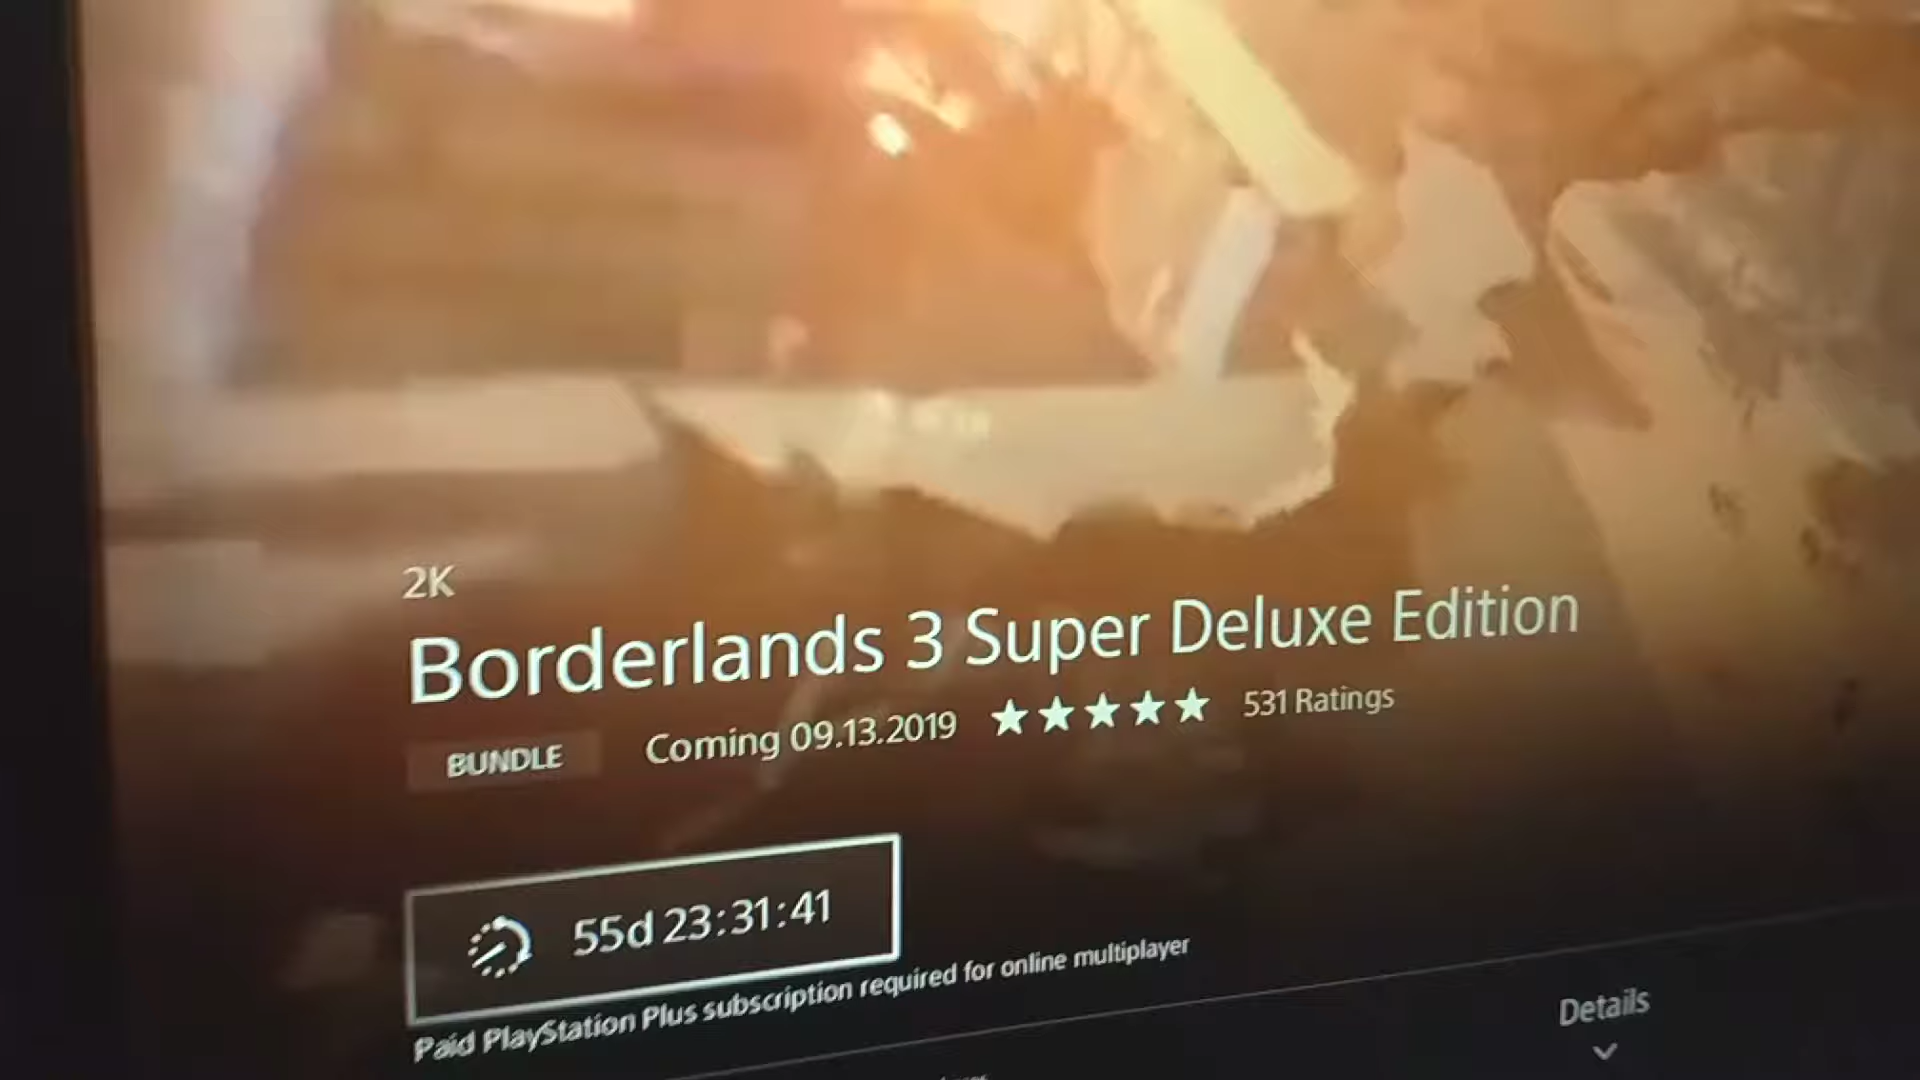 2K
Borderlands 3 Super Deluxe Edition
BUNDLE Coming 09.13.2019 ★★★★★ 531 Ratings
55d 23:31:41
Paid PlayStation Plus subscription required for online multiplayer
Details